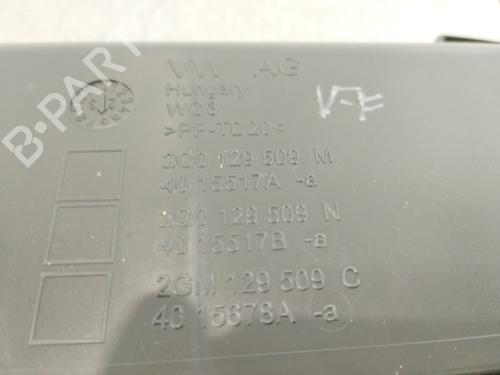 B-PARTS
VW AG
Hungery
WC3
>PP-TD20<
V-F
2Q0 129 509 M
40 15517A -a
2Q0 129 509 N
40 15517B -a
2GM 129 509 C
40 15678A -a